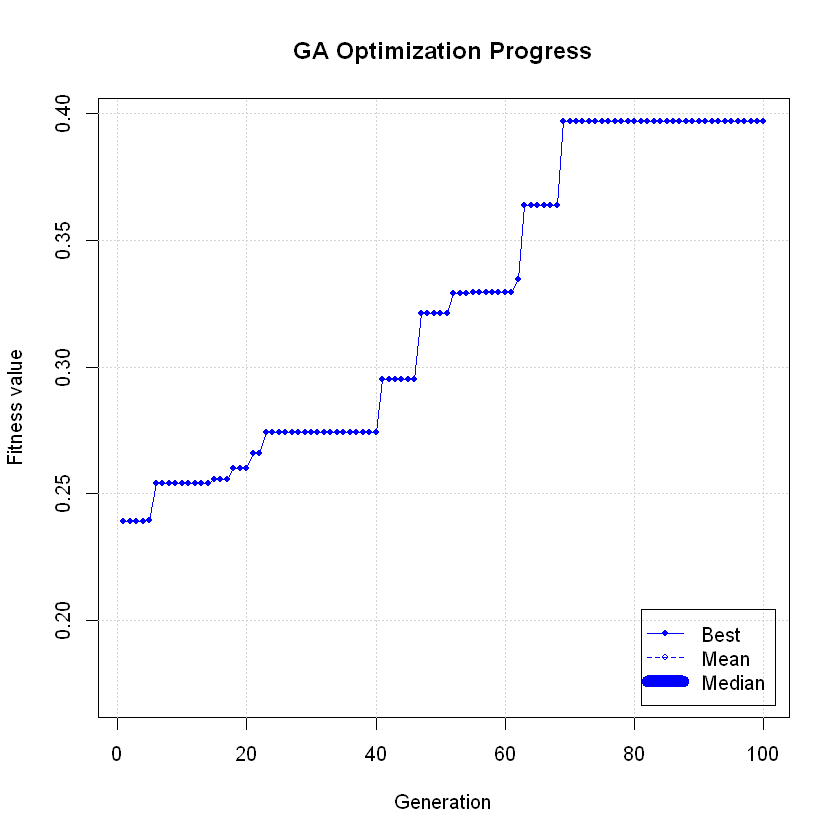 GA Optimization Progress
Fitness value
0.40
0.35
0.30
0.25
0.20
Best
Mean
Median
0 20 40 60 80 100
Generation